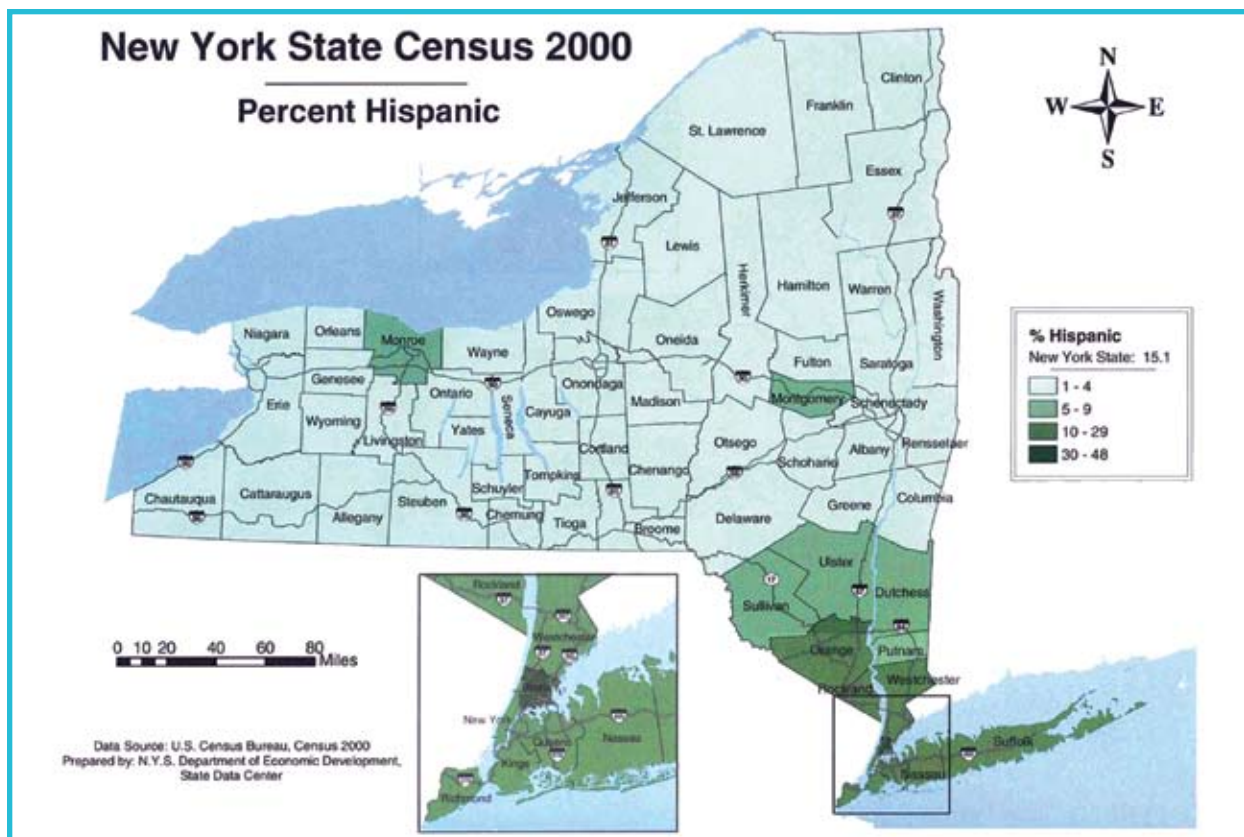 New York State Census 2000
Percent Hispanic
N
W E
S
Clinton
Franklin
St. Lawrence
Essex
Jefferson
Lewis
Herkimer
Hamilton
Warren
Washington
Oswego
Oneida
Niagara
Orleans
Monroe
Wayne
Fulton
Saratoga
Genesee
Ontario
Onondaga
Madison
Montgomery
Schenectady
Erie
Wyoming
Livingston
Yates
Seneca
Cayuga
Cortland
Otsego
Schoharie
Albany
Rensselaer
Chautauqua
Cattaraugus
Allegany
Steuben
Schuyler
Tompkins
Chenango
Chemung
Tioga
Broome
Delaware
Greene
Columbia
Ulster
Sullivan
17
Dutchess
Orange
Putnam
Rockland
Westchester
Nassau
Suffolk
% Hispanic
New York State: 15.1
1 - 4
5 - 9
10 - 29
30 - 48
Rockland
Westchester
Bronx
New York
Queens
Nassau
Kings
Richmond
0 10 20 40 60 80
Miles
Data Source: U.S. Census Bureau, Census 2000
Prepared by: N.Y.S. Department of Economic Development,
State Data Center